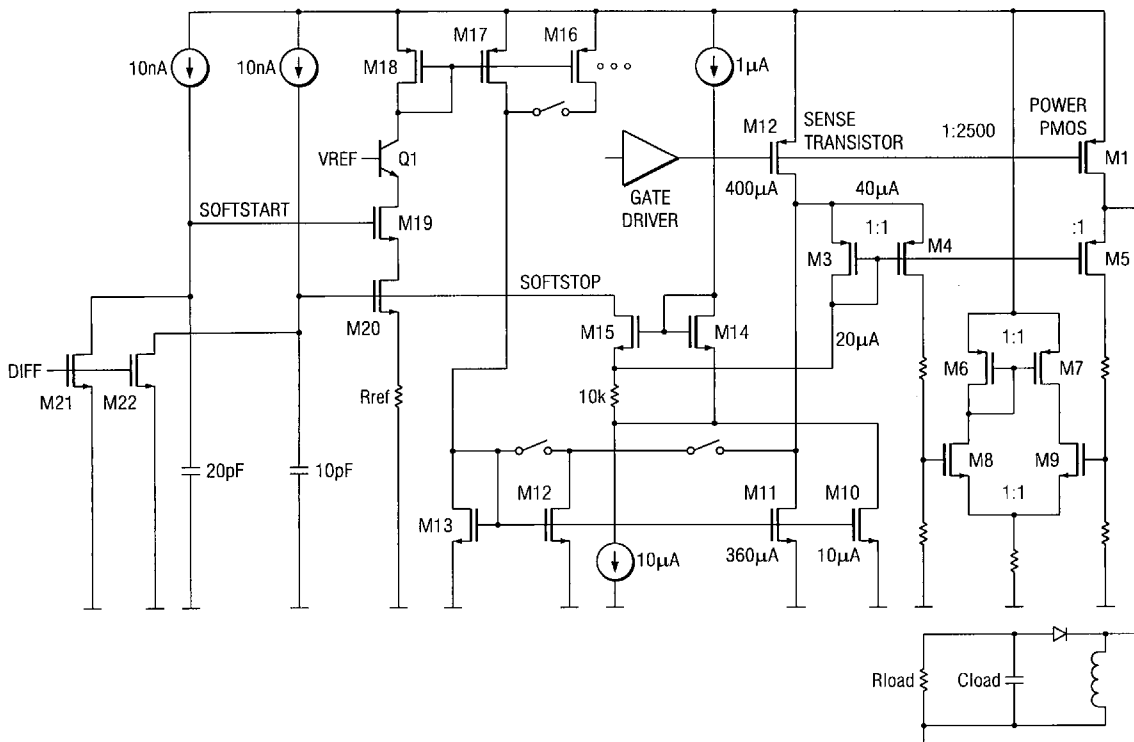 M17
M16
10nA
10nA
M18
1µA
POWER
PMOS
SENSE
TRANSISTOR
M12
1:2500
VREF
Q1
M1
GATE
DRIVER
400µA
40µA
SOFTSTART
M19
1:1
:1
M3
M4
M5
SOFTSTOP
M20
M15
M14
20µA
1:1
M6
M7
DIFF
M21
M22
Rref
10k
M8
M9
20pF
10pF
1:1
M13
M12
M11
M10
10µA
360µA
10µA
Rload
Cload